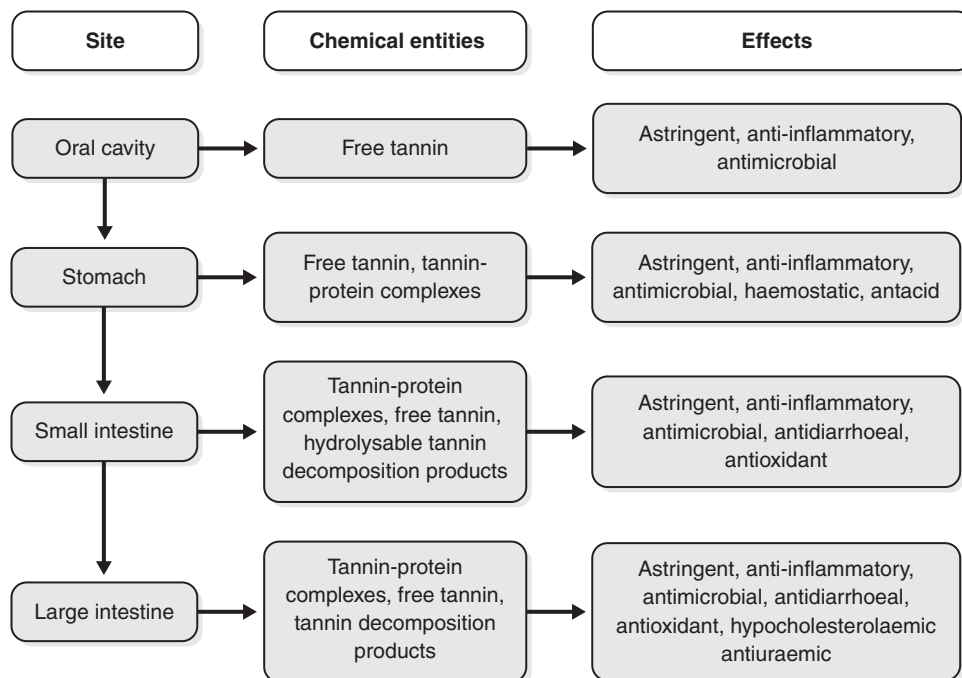 Site
Chemical entities
Effects
Oral cavity
Free tannin
Astringent, anti-inflammatory,
antimicrobial
Stomach
Free tannin, tannin-
protein complexes
Astringent, anti-inflammatory,
antimicrobial, haemostatic, antacid
Small intestine
Tannin-protein
complexes, free tannin,
hydrolysable tannin
decomposition products
Astringent, anti-inflammatory,
antimicrobial, antidiarrhoeal,
antioxidant
Large intestine
Tannin-protein
complexes, free tannin,
tannin decomposition
products
Astringent, anti-inflammatory,
antimicrobial, antidiarrhoeal,
antioxidant, hypocholesterolaemic
antiuraemic